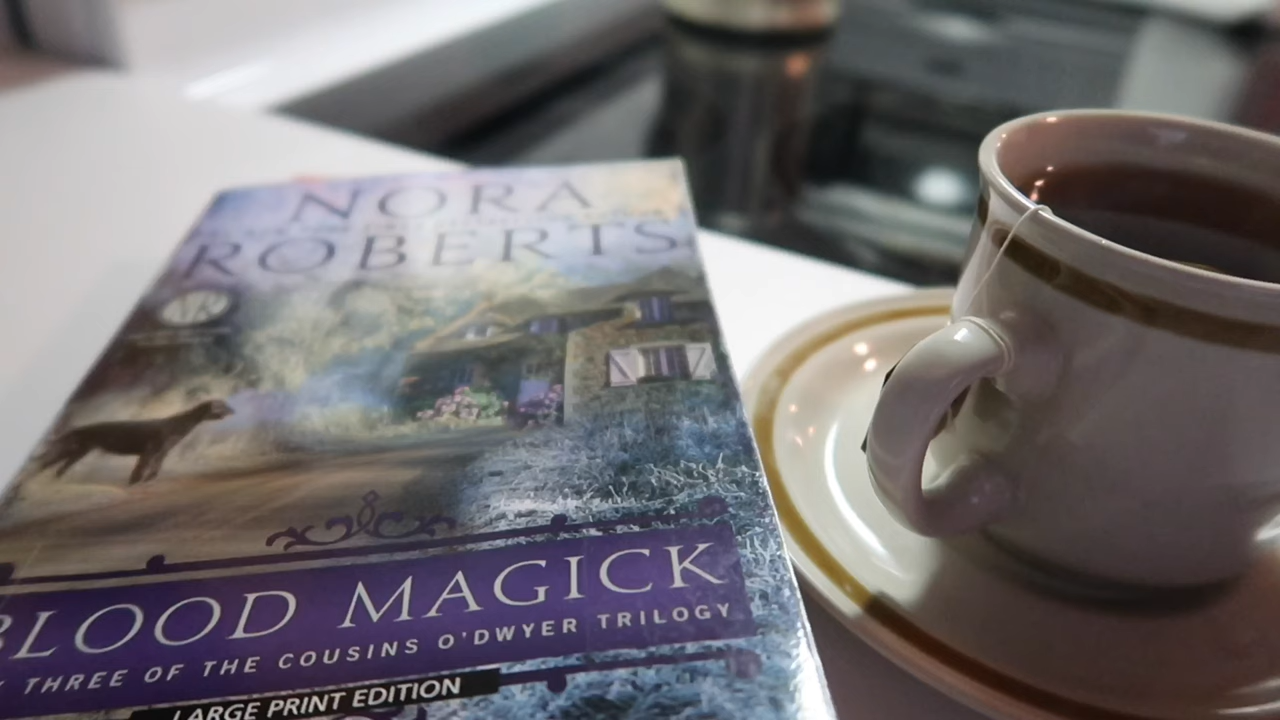 NORA
ROBERTS
BLOOD MAGICK
THREE OF THE COUSINS O'DWYER TRILOGY
LARGE PRINT EDITION